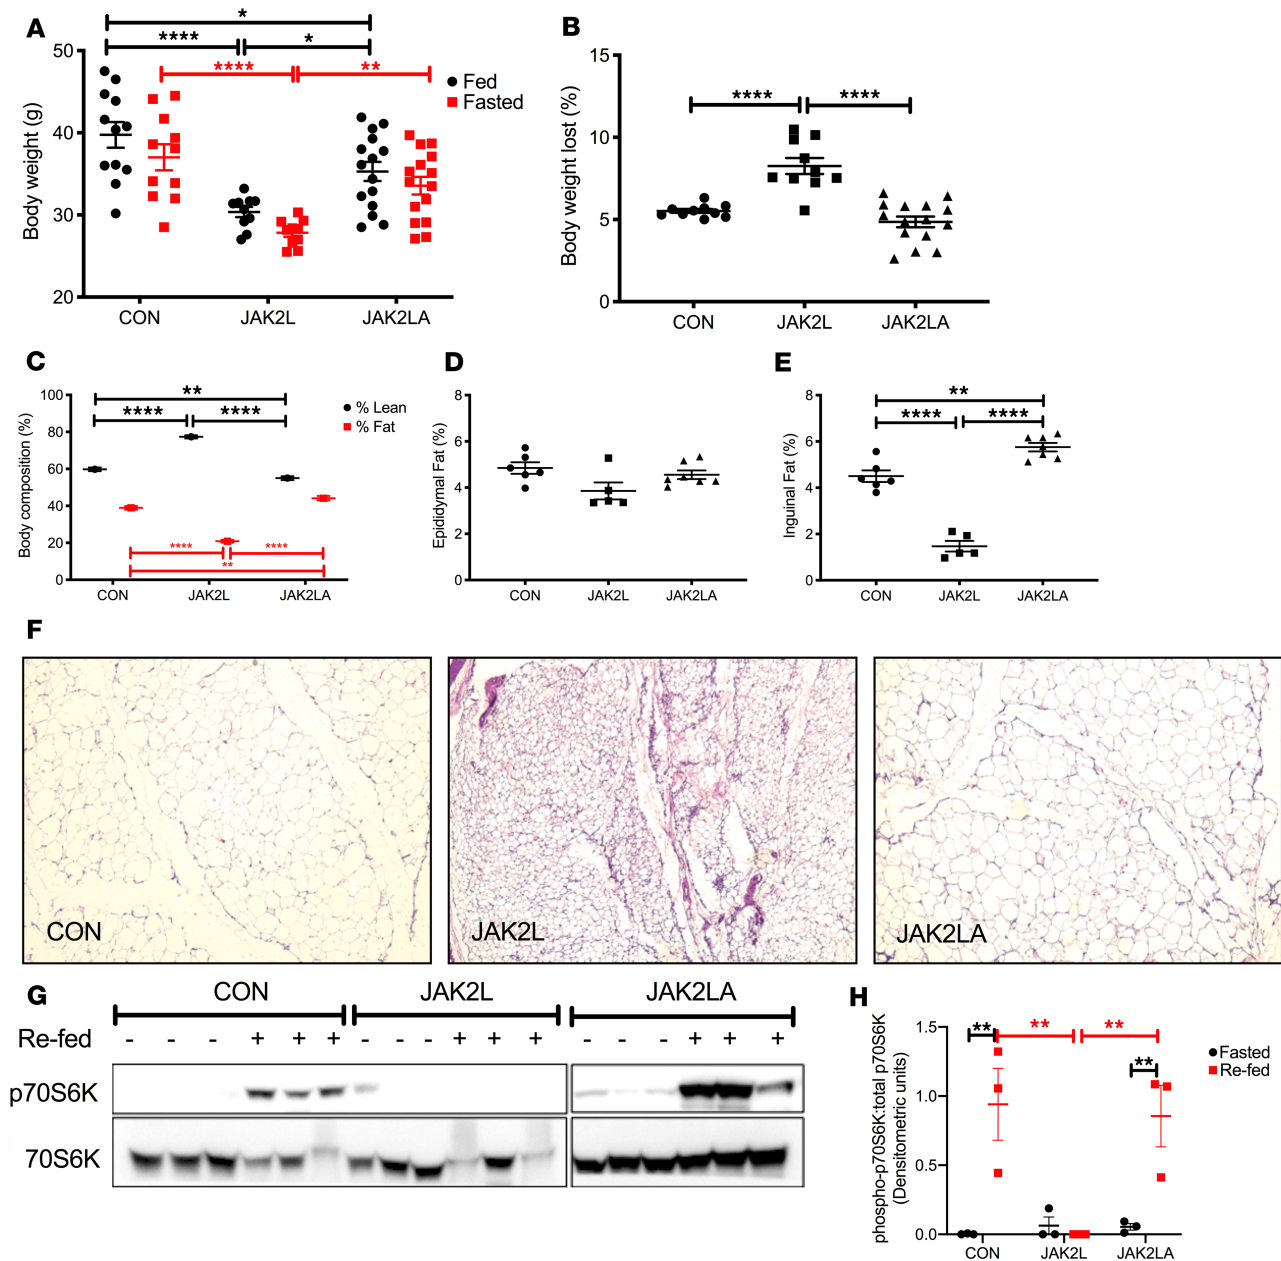 A
*
**** *
**** **
Fed
Fasted
Body weight (g)
50
40
30
20
CON JAK2L JAK2LA
B
**** ****
Body weight lost (%)
15
10
5
0
CON JAK2L JAK2LA
C
**
**** ****
% Lean
% Fat
Body composition (%)
100
80
60
40
20
0
**** ****
**
CON JAK2L JAK2LA
D
Epididymal Fat (%)
8
6
4
2
0
CON JAK2L JAK2LA
E
**
**** ****
Inguinal Fat (%)
8
6
4
2
0
CON JAK2L JAK2LA
F
CON
JAK2L
JAK2LA
G
CON JAK2L JAK2LA
Re-fed - - - + + + - - - + + + - - - + + +
p70S6K
70S6K
H
** ** **
**
Fasted
Re-fed
phospho-p70S6K:total p70S6K
(Densitometric units)
1.5
1.0
0.5
0.0
CON JAK2L JAK2LA